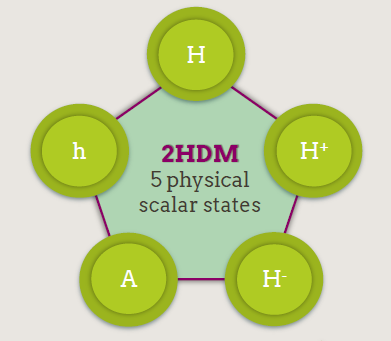 H
h
H⁺
2HDM
5 physical
scalar states
A
H⁻